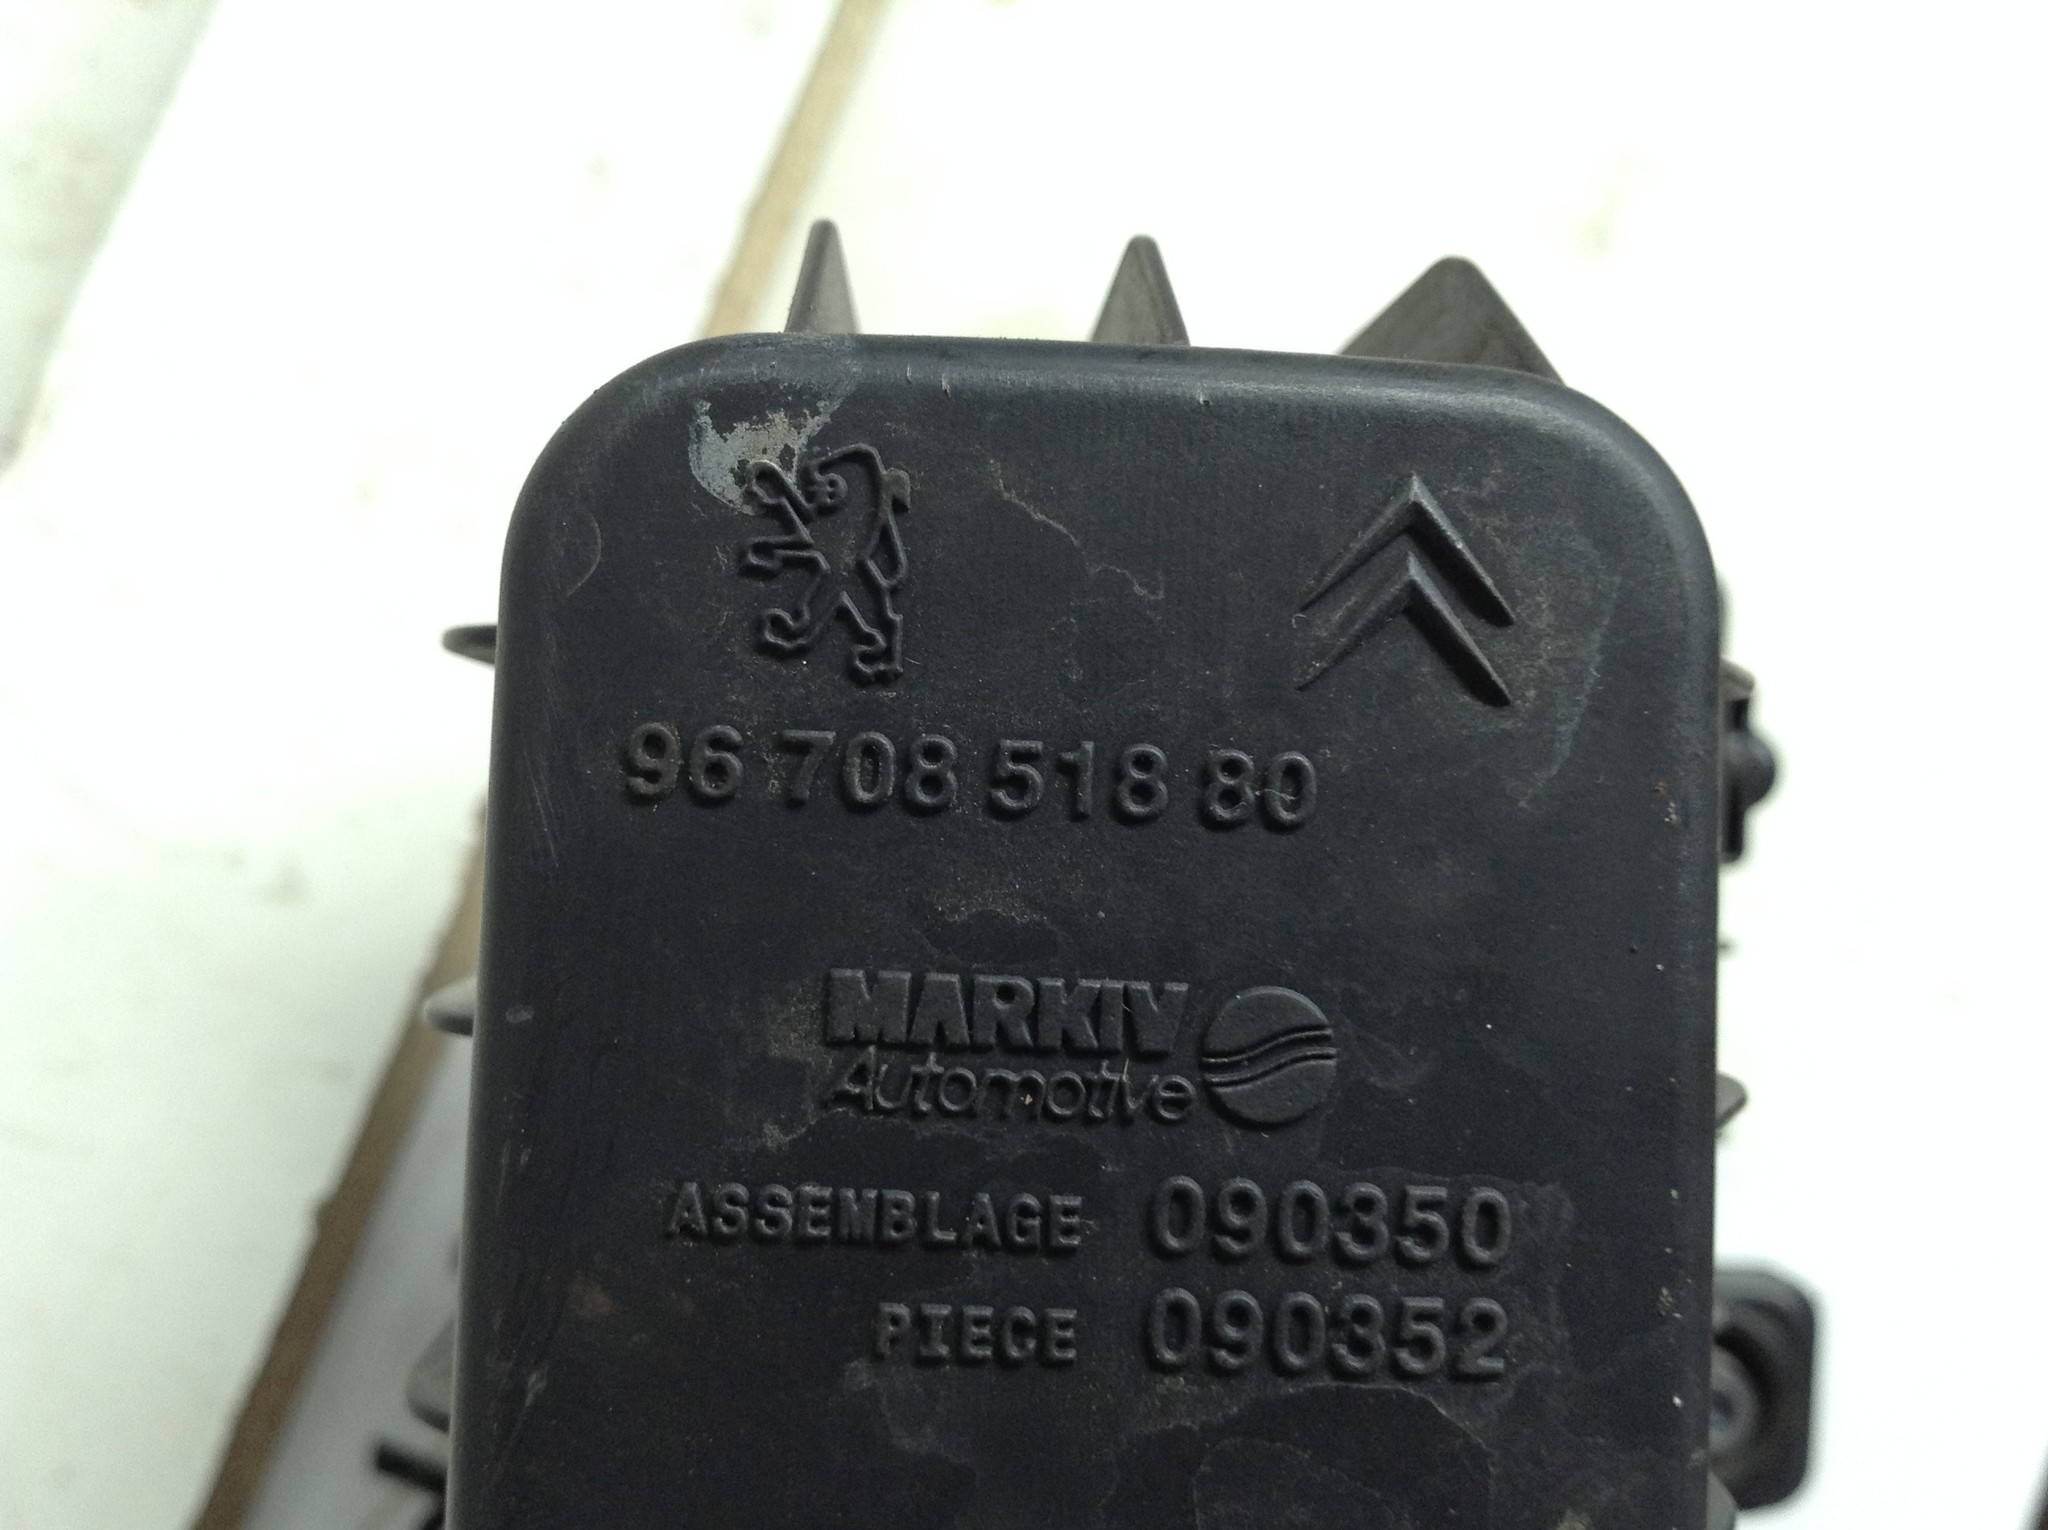 96 708 518 80
MARKIV
Automotive
ASSEMBLAGE 090350
PIECE 090352